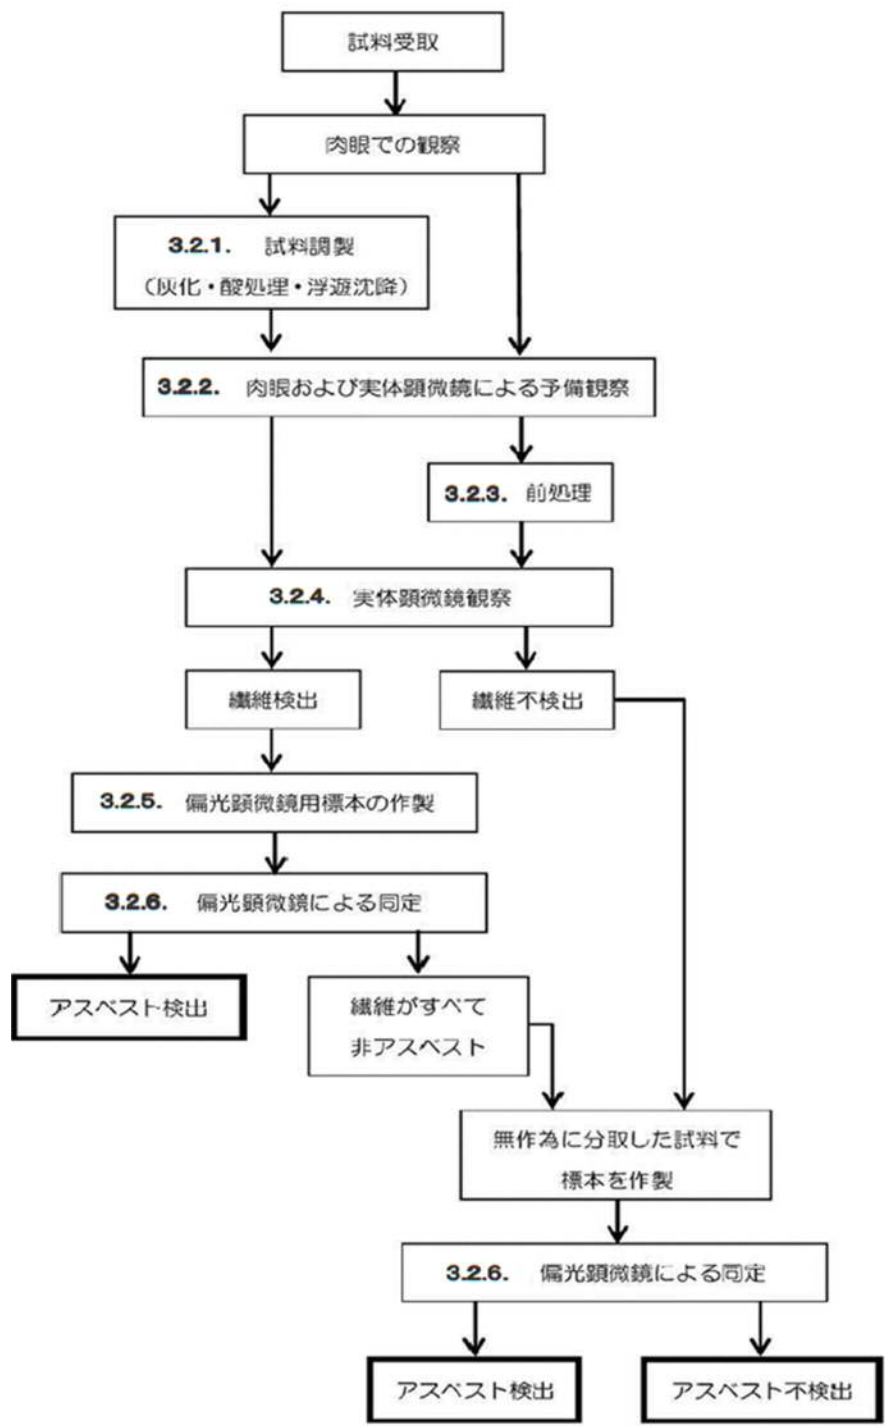 試料受取
肉眼での観察
3.2.1. 試料調製
（灰化・酸処理・浮遊沈降）
3.2.2. 肉眼および実体顕微鏡による予備観察
3.2.3. 前処理
3.2.4. 実体顕微鏡観察
繊維検出
繊維不検出
3.2.5. 偏光顕微鏡用標本の作製
3.2.6. 偏光顕微鏡による同定
アスベスト検出
繊維がすべて
非アスベスト
無作為に分取した試料で
標本を作製
3.2.6. 偏光顕微鏡による同定
アスベスト検出
アスベスト不検出